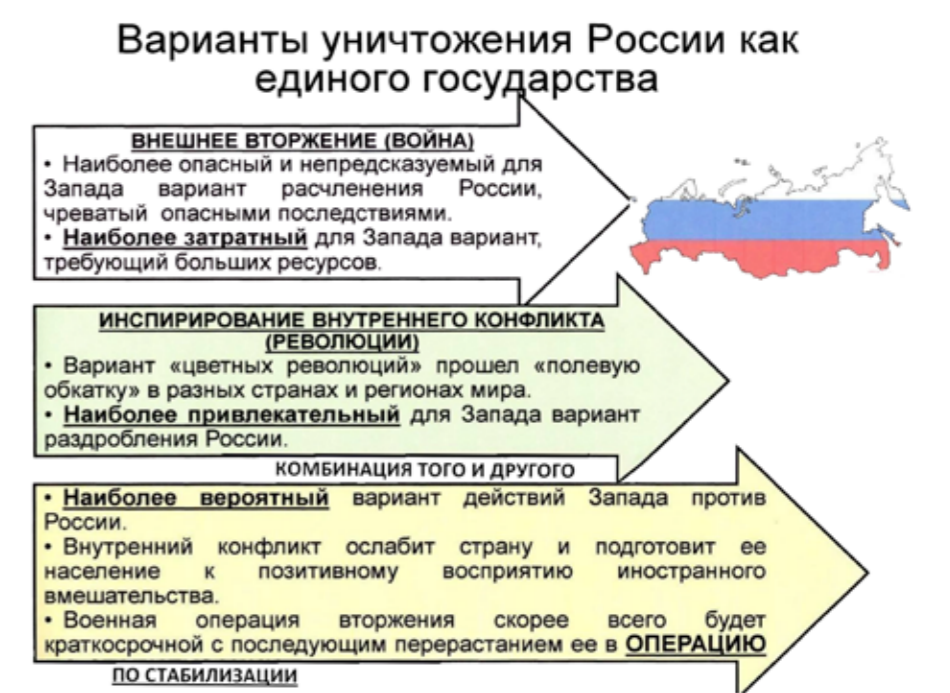 Варианты уничтожения России как
единого государства
ВНЕШНЕЕ ВТОРЖЕНИЕ (ВОЙНА)
• Наиболее опасный и непредсказуемый для
Запада вариант расчленения России,
чреватый опасными последствиями.
• Наиболее затратный для Запада вариант,
требующий больших ресурсов.
ИНСПИРИРОВАНИЕ ВНУТРЕННЕГО КОНФЛИКТА
(РЕВОЛЮЦИИ)
• Вариант «цветных революций» прошел «полевую
обкатку» в разных странах и регионах мира.
• Наиболее привлекательный для Запада вариант
раздробления России.
КОМБИНАЦИЯ ТОГО И ДРУГОГО
• Наиболее вероятный вариант действий Запада против
России.
• Внутренний конфликт ослабит страну и подготовит ее
население к позитивному восприятию иностранного
вмешательства.
• Военная операция вторжения скорее всего будет
краткосрочной с последующим перерастанием ее в ОПЕРАЦИЮ
ПО СТАБИЛИЗАЦИИ